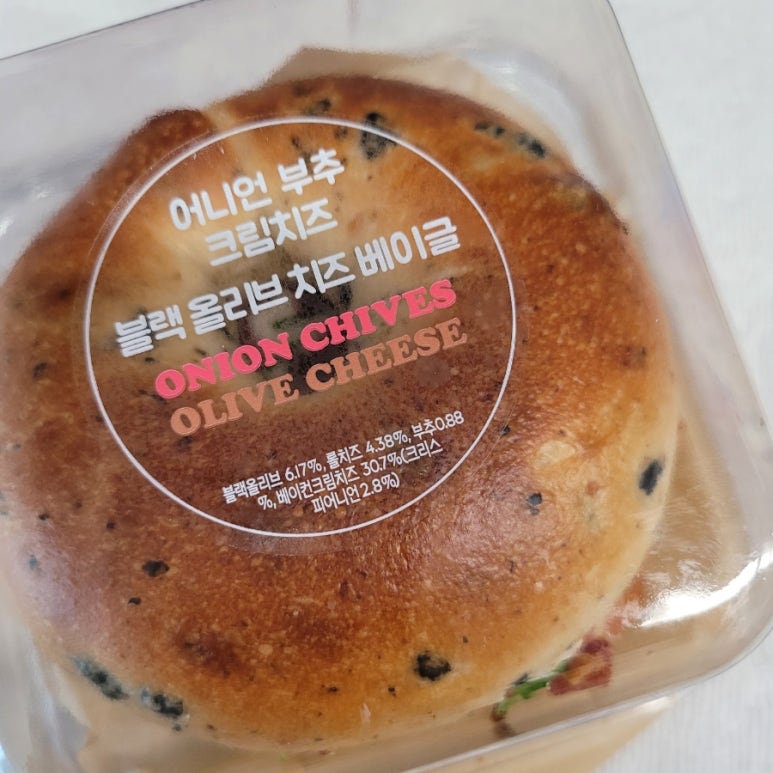 어니언 부추
크림치즈
블랙 올리브 치즈 베이글
ONION CHIVES
OLIVE CHEESE
블랙올리브 6.17%, 롤치즈 4.38%, 부추0.88
%, 베이컨크림치즈 30.7%(크리스
피어니언2.8%)